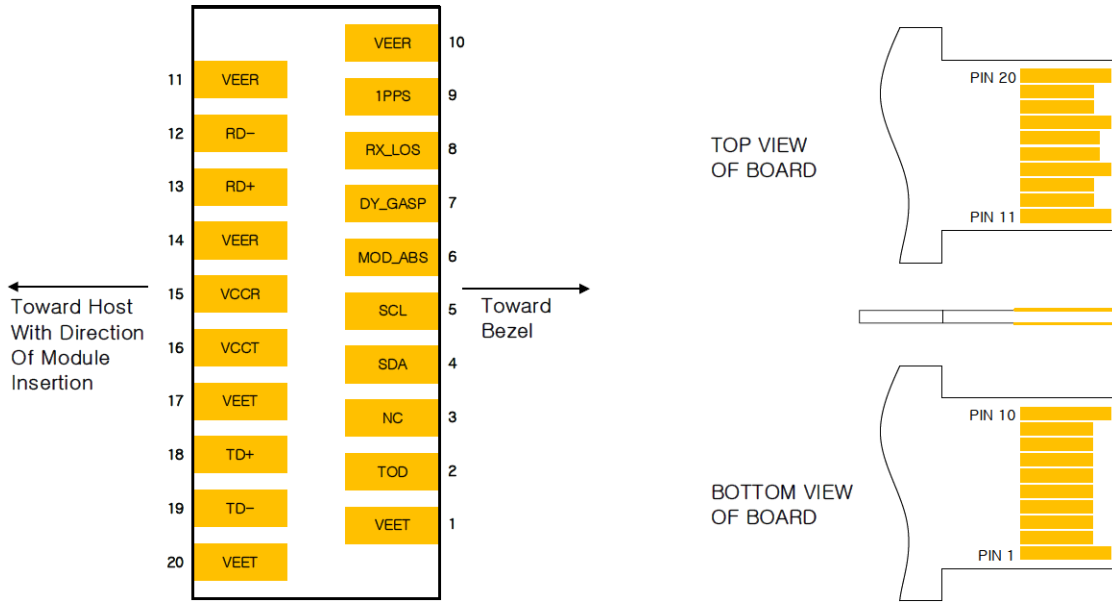 VEER 10
11 VEER
1PPS 9
12 RD-
RX_LOS 8
13 RD+
DY_GASP 7
14 VEER
MOD_ABS 6
15 VCCR
SCL 5
16 VCCT
SDA 4
17 VEET
NC 3
18 TD+
TOD 2
19 TD-
VEET 1
20 VEET
Toward Host
With Direction
Of Module
Insertion
Toward
Bezel
PIN 20
TOP VIEW
OF BOARD
PIN 11
PIN 10
BOTTOM VIEW
OF BOARD
PIN 1